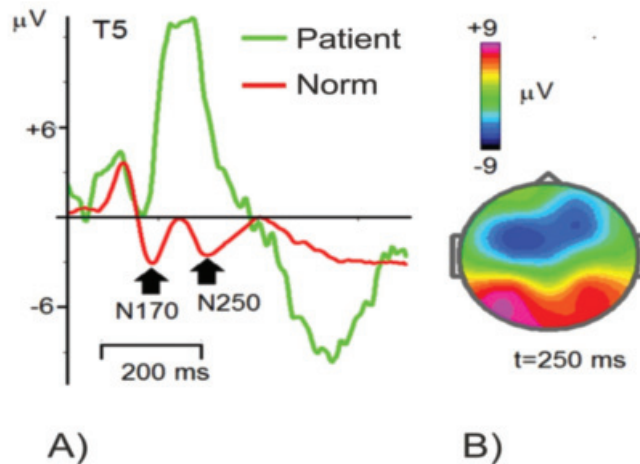 μV
T5
Patient
Norm
+6
-6
N170
N250
200 ms
A)
+9
μV
-9
t=250 ms
B)